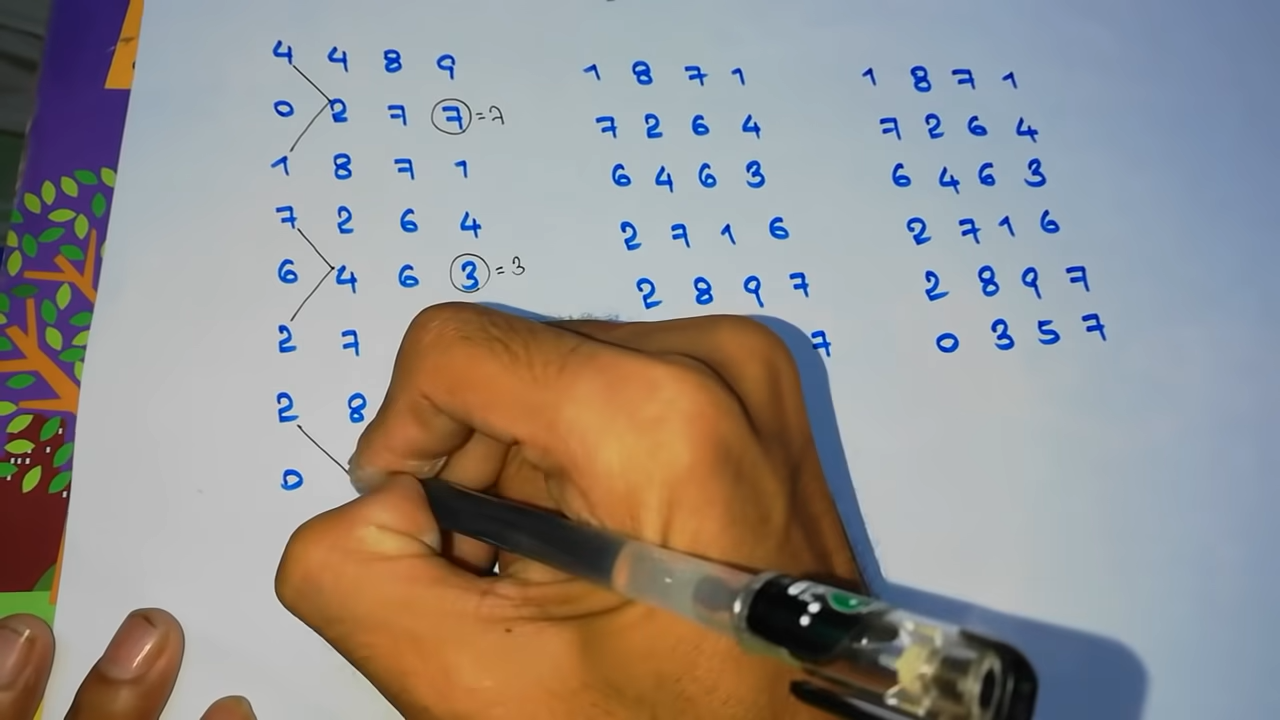 4 4 8 9
0 2 7 7 = 7
1 8 7 1
7 2 6 4
6 4 6 3 = 3
2 7
2 8
0
1 8 7 1
7 2 6 4
6 4 6 3
2 7 1 6
2 8 9 7
7
1 8 7 1
7 2 6 4
6 4 6 3
2 7 1 6
2 8 9 7
0 3 5 7